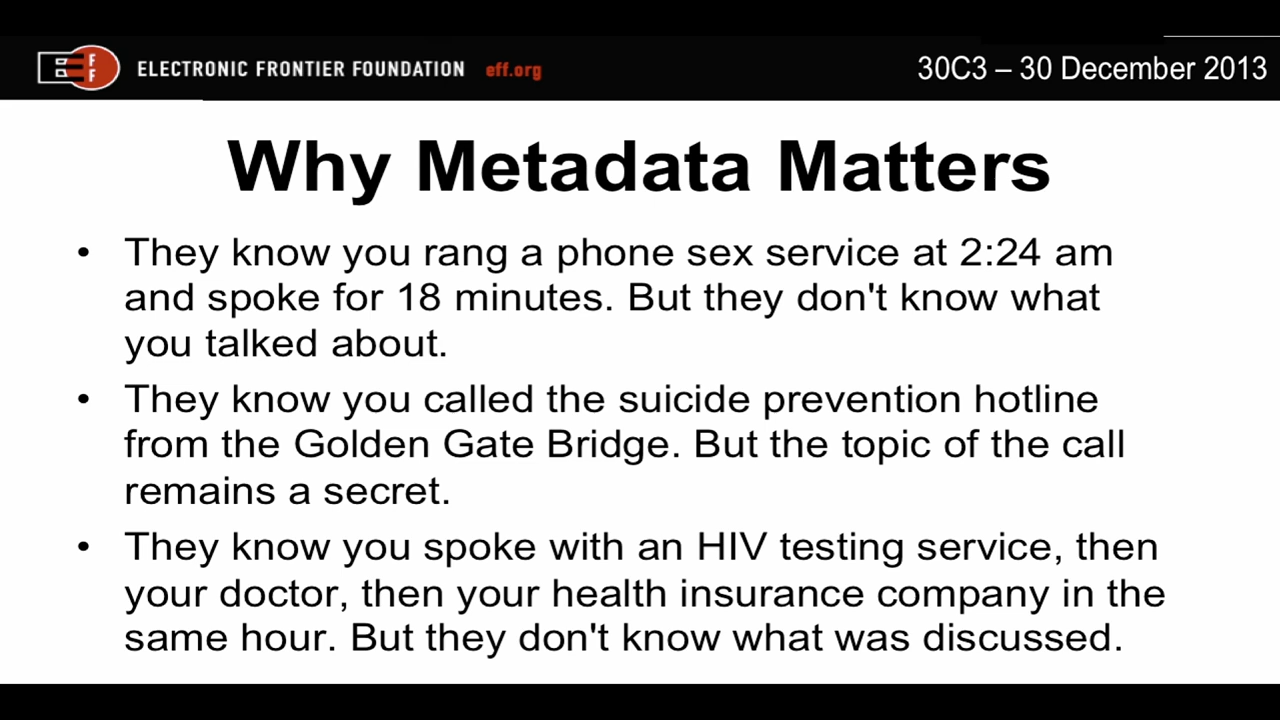 EFF
ELECTRONIC FRONTIER FOUNDATION eff.org
30C3 – 30 December 2013
Why Metadata Matters
• They know you rang a phone sex service at 2:24 am
and spoke for 18 minutes. But they don't know what
you talked about.
• They know you called the suicide prevention hotline
from the Golden Gate Bridge. But the topic of the call
remains a secret.
• They know you spoke with an HIV testing service, then
your doctor, then your health insurance company in the
same hour. But they don't know what was discussed.